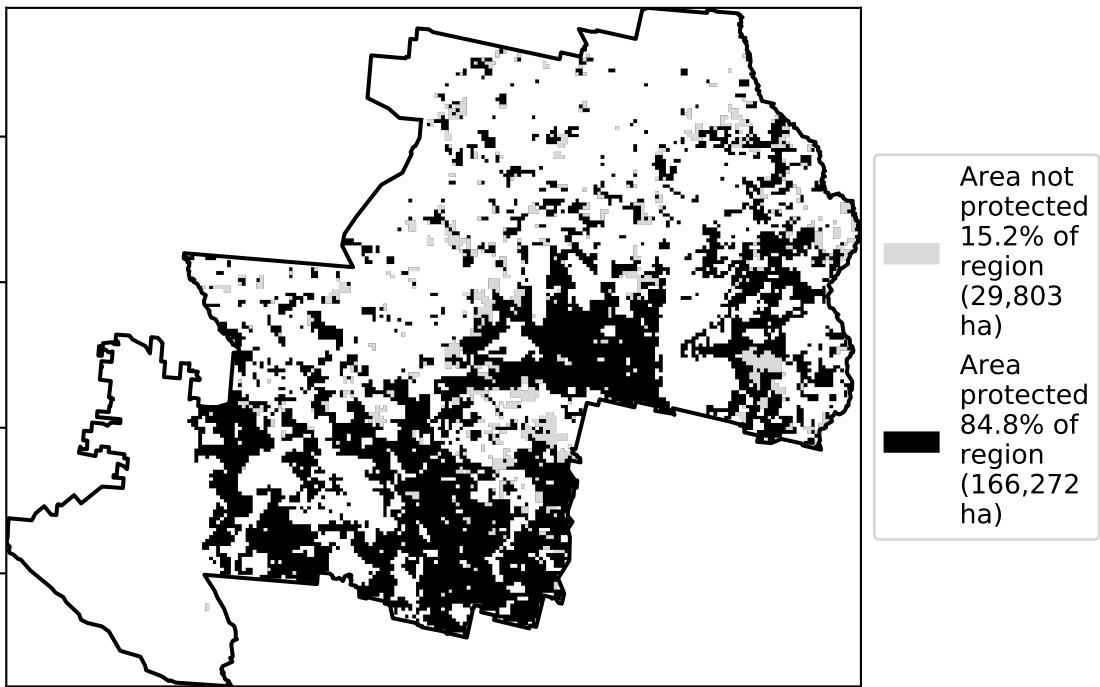 Area not
protected
15.2% of
region
(29,803
ha)
Area
protected
84.8% of
region
(166,272
ha)